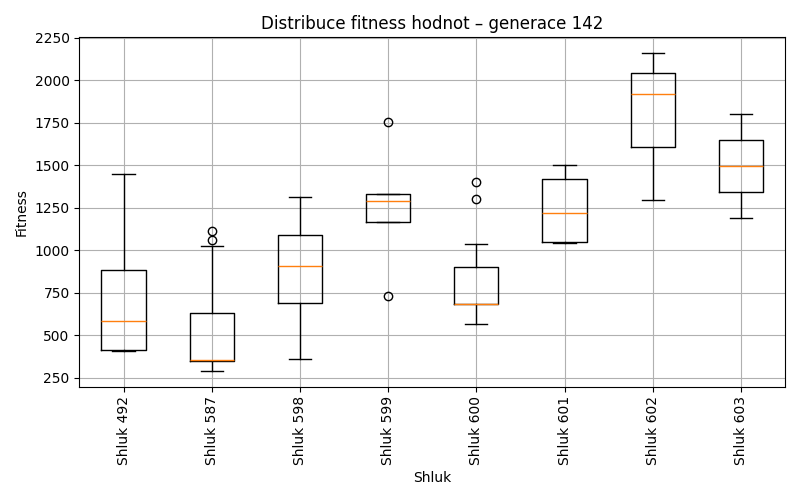 Distribuce fitness hodnot – generace 142
Fitness
2250
2000
1750
1500
1250
1000
750
500
250
Shluk 492
Shluk 587
Shluk 598
Shluk 599
Shluk 600
Shluk 601
Shluk 602
Shluk 603
Shluk